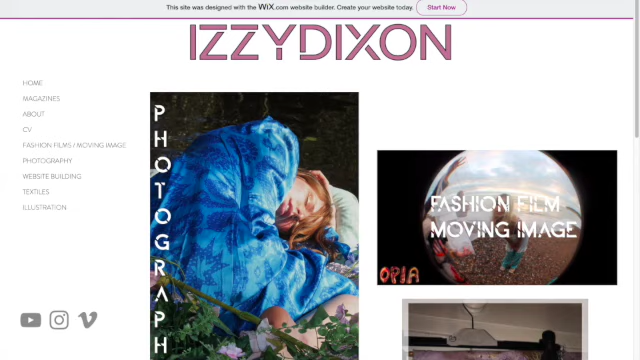 This site was designed with the WiX.com website builder. Create your website today. Start Now
IZZYDIXON
HOME
MAGAZINES
ABOUT
CV
FASHION FILMS / MOVING IMAGE
PHOTOGRAPHY
WEBSITE BUILDING
TEXTILES
ILLUSTRATION
PHOTOGRAPH
FASHION FILM
MOVING IMAGE
OPIA